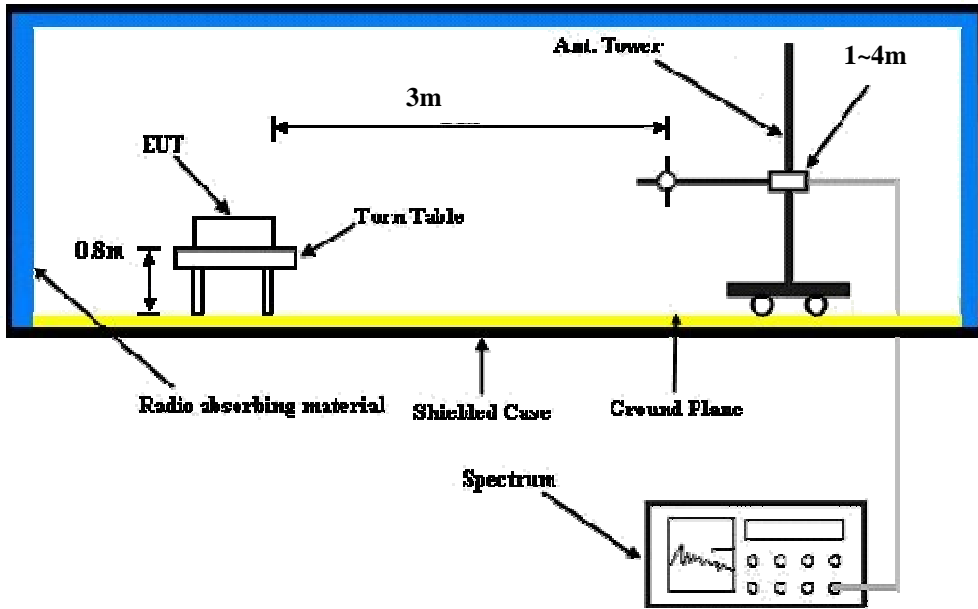 Ant. Tower
1~4m
3m
EUT
Turn Table
0.8m
Radio absorbing material
Shielded Case
Ground Plane
Spectrum